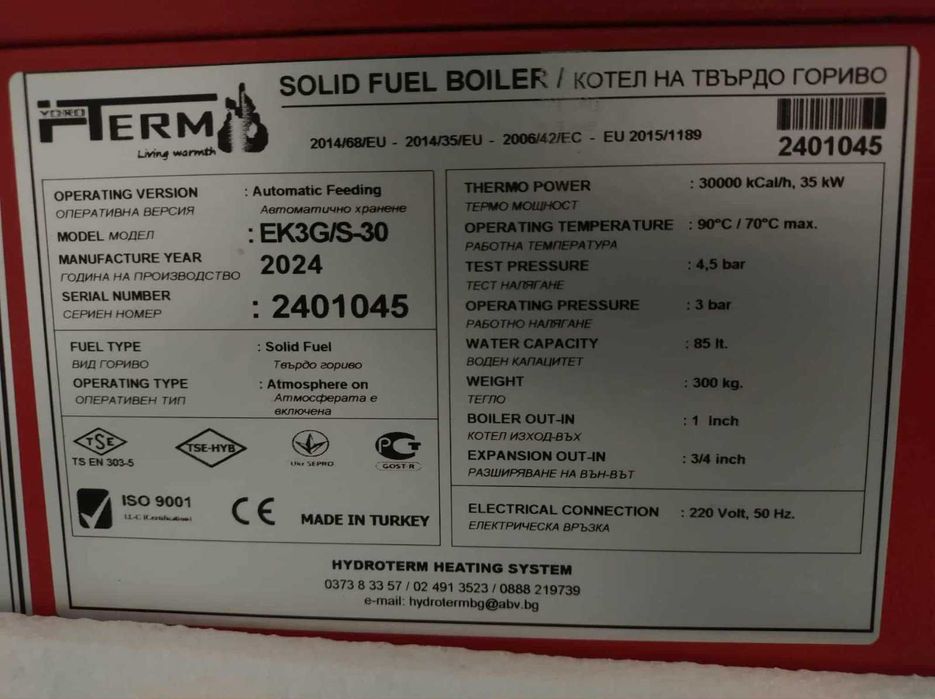 YDRO
HTERM
Living warmth
SOLID FUEL BOILER / КОТЕЛ НА ТВЪРДО ГОРИВО
2014/68/EU - 2014/35/EU - 2006/42/EC - EU 2015/1189
2401045
OPERATING VERSION : Automatic Feeding
ОПЕРАТИВНА ВЕРСИЯ Автоматично хранене
MODEL МОДЕЛ : EK3G/S-30
MANUFACTURE YEAR 2024
ГОДИНА НА ПРОИЗВОДСТВО
SERIAL NUMBER : 2401045
СЕРИЕН НОМЕР
FUEL TYPE : Solid Fuel
ВИД ГОРИВО Твърдо гориво
OPERATING TYPE : Atmosphere on
ОПЕРАТИВЕН ТИП Атмосферата е
включена
TSE
TS EN 303-5
TSE-HYB
Ukr SEPRO
РСТ
GOST-R
ISO 9001
LL-C (Certification)
CE
MADE IN TURKEY
THERMO POWER : 30000 kCal/h, 35 kW
ТЕРМО МОЩНОСТ
OPERATING TEMPERATURE : 90°C / 70°C max.
РАБОТНА ТЕМПЕРАТУРА
TEST PRESSURE : 4,5 bar
ТЕСТ НАЛЯГАНЕ
OPERATING PRESSURE : 3 bar
РАБОТНО НАЛЯГАНЕ
WATER CAPACITY : 85 lt.
ВОДЕН КАПАЦИТЕТ
WEIGHT : 300 kg.
ТЕГЛО
BOILER OUT-IN : 1 inch
КОТЕЛ ИЗХОД-ВЪХ
EXPANSION OUT-IN : 3/4 inch
РАЗШИРЯВАНЕ НА ВЪН-ВЪТ
ELECTRICAL CONNECTION : 220 Volt, 50 Hz.
ЕЛЕКТРИЧЕСКА ВРЪЗКА
HYDROTERM HEATING SYSTEM
0373 8 33 57 / 02 491 3523 / 0888 219739
e-mail: hydrotermbg@abv.bg